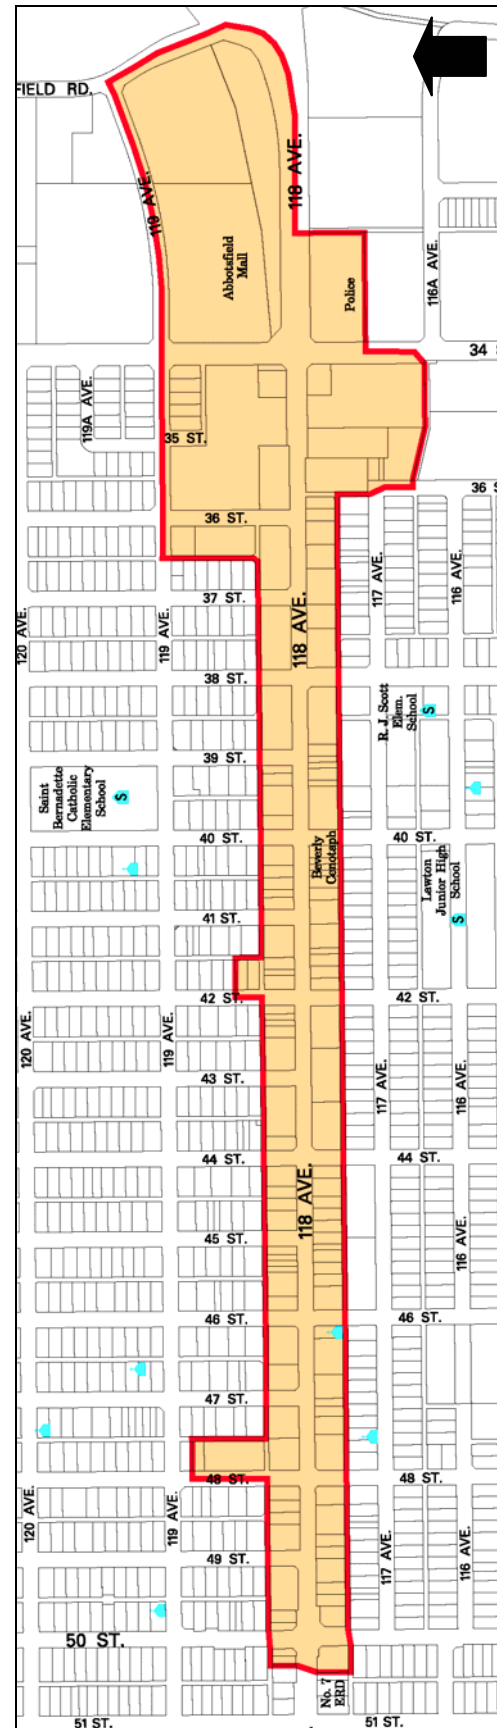 FIELD RD.
119 AVE.
118 AVE.
116A AVE.
Abbotsfield
Mall
Police
34
119A AVE.
35 ST.
36 S
36 ST.
117 AVE.
116 AVE.
37 ST.
120 AVE.
119 AVE.
118 AVE.
38 ST.
R. J. Scott
Elem.
School
S
39 ST.
Saint
Bernadette
Catholic
Elementary
School
S
40 ST.
40 ST.
Beverly
Cenotaph
Lawton
Junior High
School
S
41 ST.
42 ST.
42 ST.
120 AVE.
119 AVE.
117 AVE.
116 AVE.
43 ST.
44 ST.
44 ST.
118 AVE.
45 ST.
116 AVE.
46 ST.
46 ST.
47 ST.
48 ST.
48 ST.
120 AVE.
119 AVE.
117 AVE.
116 AVE.
49 ST.
50 ST.
No. 7
ERD
51 ST.
51 ST.